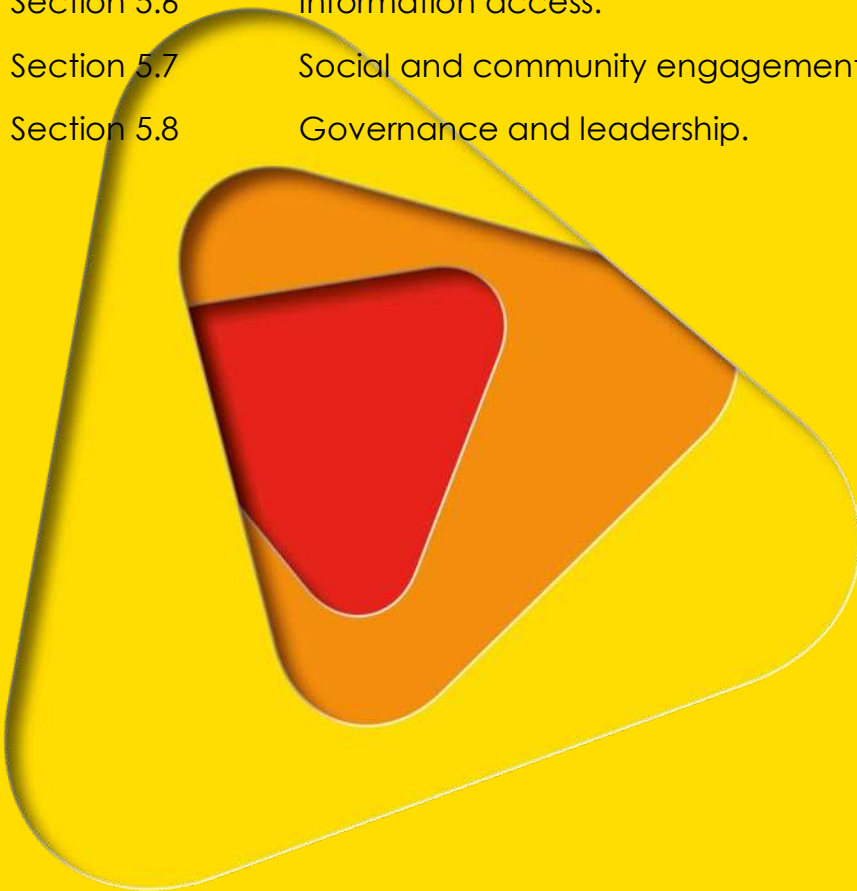 Section 5.6 Information access.
Section 5.7 Social and community engagement
Section 5.8 Governance and leadership.